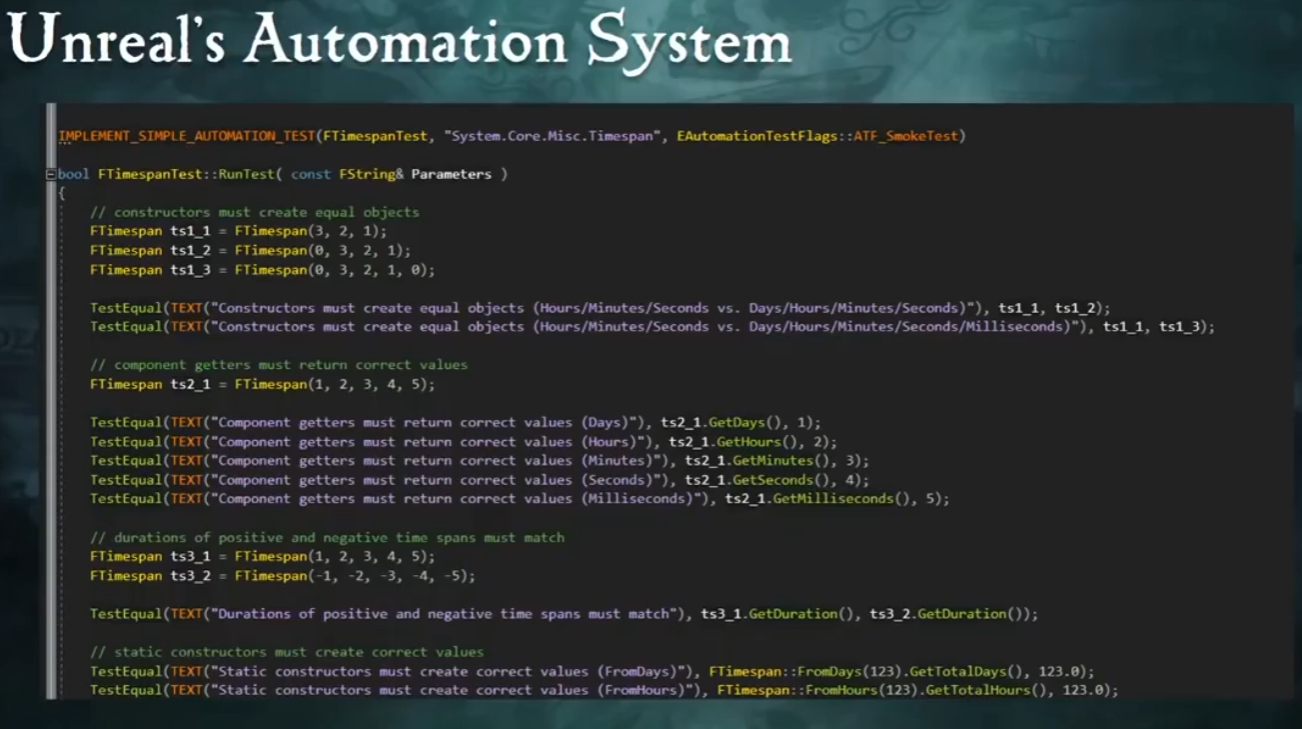 Unreal's Automation System
IMPLEMENT_SIMPLE_AUTOMATION_TEST(FTimespanTest, "System.Core.Misc.Timespan", EAutomationTestFlags::ATF_SmokeTest)
bool FTimespanTest::RunTest( const FString& Parameters )
{
// constructors must create equal objects
FTimespan ts1_1 = FTimespan(3, 2, 1);
FTimespan ts1_2 = FTimespan(0, 3, 2, 1);
FTimespan ts1_3 = FTimespan(0, 3, 2, 1, 0);
TestEqual(TEXT("Constructors must create equal objects (Hours/Minutes/Seconds vs. Days/Hours/Minutes/Seconds)"), ts1_1, ts1_2);
TestEqual(TEXT("Constructors must create equal objects (Hours/Minutes/Seconds vs. Days/Hours/Minutes/Seconds/Milliseconds)"), ts1_1, ts1_3);
// component getters must return correct values
FTimespan ts2_1 = FTimespan(1, 2, 3, 4, 5);
TestEqual(TEXT("Component getters must return correct values (Days)"), ts2_1.GetDays(), 1);
TestEqual(TEXT("Component getters must return correct values (Hours)"), ts2_1.GetHours(), 2);
TestEqual(TEXT("Component getters must return correct values (Minutes)"), ts2_1.GetMinutes(), 3);
TestEqual(TEXT("Component getters must return correct values (Seconds)"), ts2_1.GetSeconds(), 4);
TestEqual(TEXT("Component getters must return correct values (Milliseconds)"), ts2_1.GetMilliseconds(), 5);
// durations of positive and negative time spans must match
FTimespan ts3_1 = FTimespan(1, 2, 3, 4, 5);
FTimespan ts3_2 = FTimespan(-1, -2, -3, -4, -5);
TestEqual(TEXT("Durations of positive and negative time spans must match"), ts3_1.GetDuration(), ts3_2.GetDuration());
// static constructors must create correct values
TestEqual(TEXT("Static constructors must create correct values (FromDays)"), FTimespan::FromDays(123).GetTotalDays(), 123.0);
TestEqual(TEXT("Static constructors must create correct values (FromHours)"), FTimespan::FromHours(123).GetTotalHours(), 123.0);